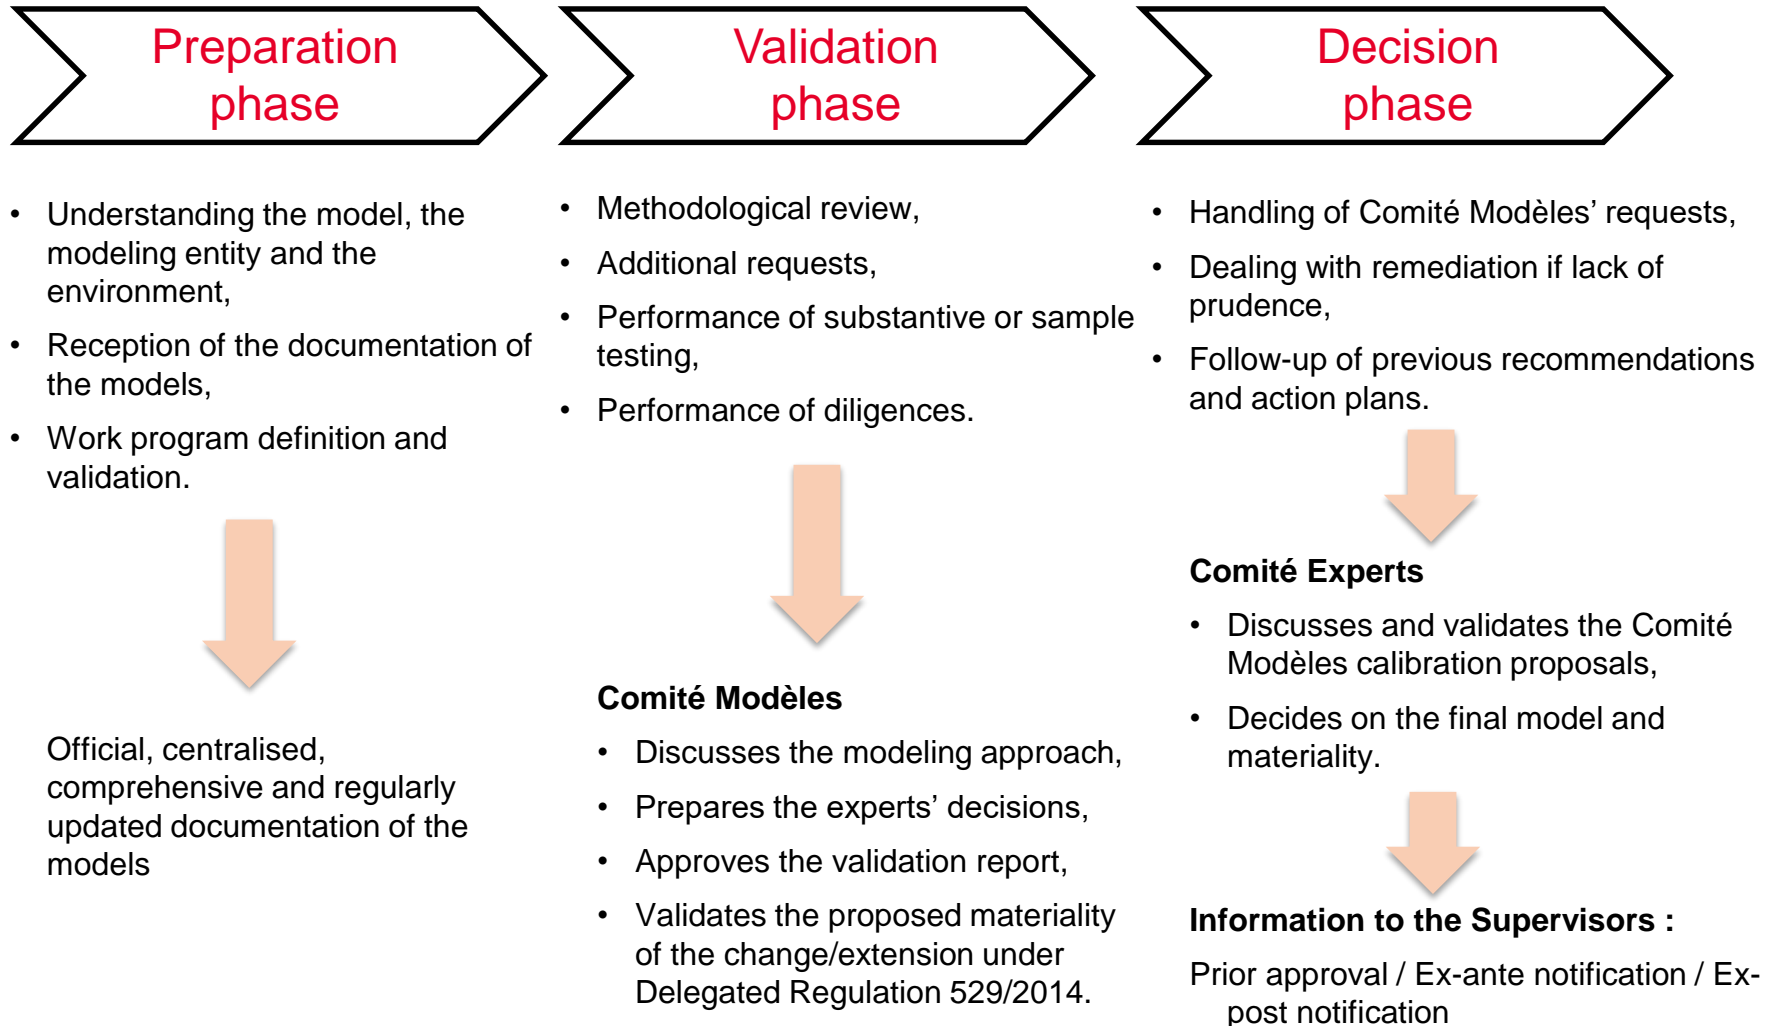 Preparation
phase
Validation
phase
Decision
phase
• Understanding the model, the
modeling entity and the
environment,
• Reception of the documentation of
the models,
• Work program definition and
validation.
Official, centralised,
comprehensive and regularly
updated documentation of the
models
• Methodological review,
• Additional requests,
• Performance of substantive or sample
testing,
• Performance of diligences.
Comité Modèles
• Discusses the modeling approach,
• Prepares the experts’ decisions,
• Approves the validation report,
• Validates the proposed materiality
of the change/extension under
Delegated Regulation 529/2014.
• Handling of Comité Modèles’ requests,
• Dealing with remediation if lack of
prudence,
• Follow-up of previous recommendations
and action plans.
Comité Experts
• Discusses and validates the Comité
Modèles calibration proposals,
• Decides on the final model and
materiality.
Information to the Supervisors :
Prior approval / Ex-ante notification / Ex-
post notification